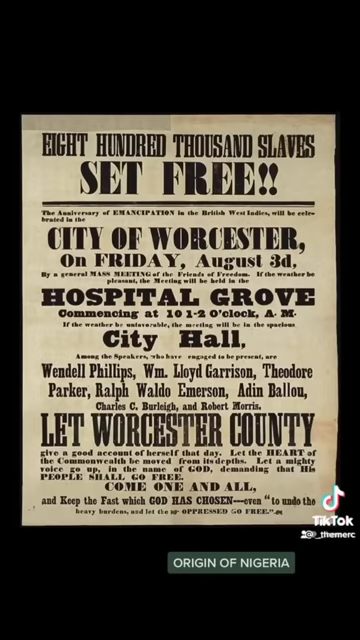 EIGHT HUNDRED THOUSAND SLAVES
SET FREE!!
The Anniversary of EMANCIPATION in the British West Indies, will be cele-
brated in the
CITY OF WORCESTER,
On FRIDAY, August 3d,
By a general MASS MEETING of the Friends of Freedom. If the weather be
pleasant, the Meeting will be held in the
HOSPITAL GROVE
Commencing at 10 1-2 O'clock, A. M.
If the weather be unfavorable, the meeting will be in the spacious
City Hall,
Among the Speakers, who have engaged to be present, are
Wendell Phillips, Wm. Lloyd Garrison, Theodore
Parker, Ralph Waldo Emerson, Adin Ballou,
Charles C. Burleigh, and Robert Morris.
LET WORCESTER COUNTY
give a good account of herself that day. Let the HEART of
the Commonwealth be moved from its depths. Let a mighty
voice go up, in the name of GOD, demanding that His
PEOPLE SHALL GO FREE.
COME ONE AND ALL,
and Keep the Fast which GOD HAS CHOSEN---even "to undo the
heavy burdens, and let the OPPRESSED GO FREE."
TikTok
@_themerc
ORIGIN OF NIGERIA